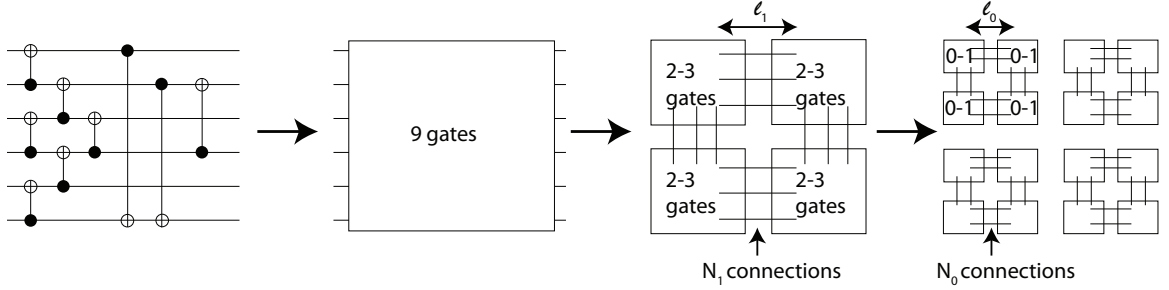 9 gates
ℓ₁
2-3
gates
2-3
gates
2-3
gates
2-3
gates
N₁ connections
ℓ₀
0-1 0-1
0-1 0-1
N₀ connections